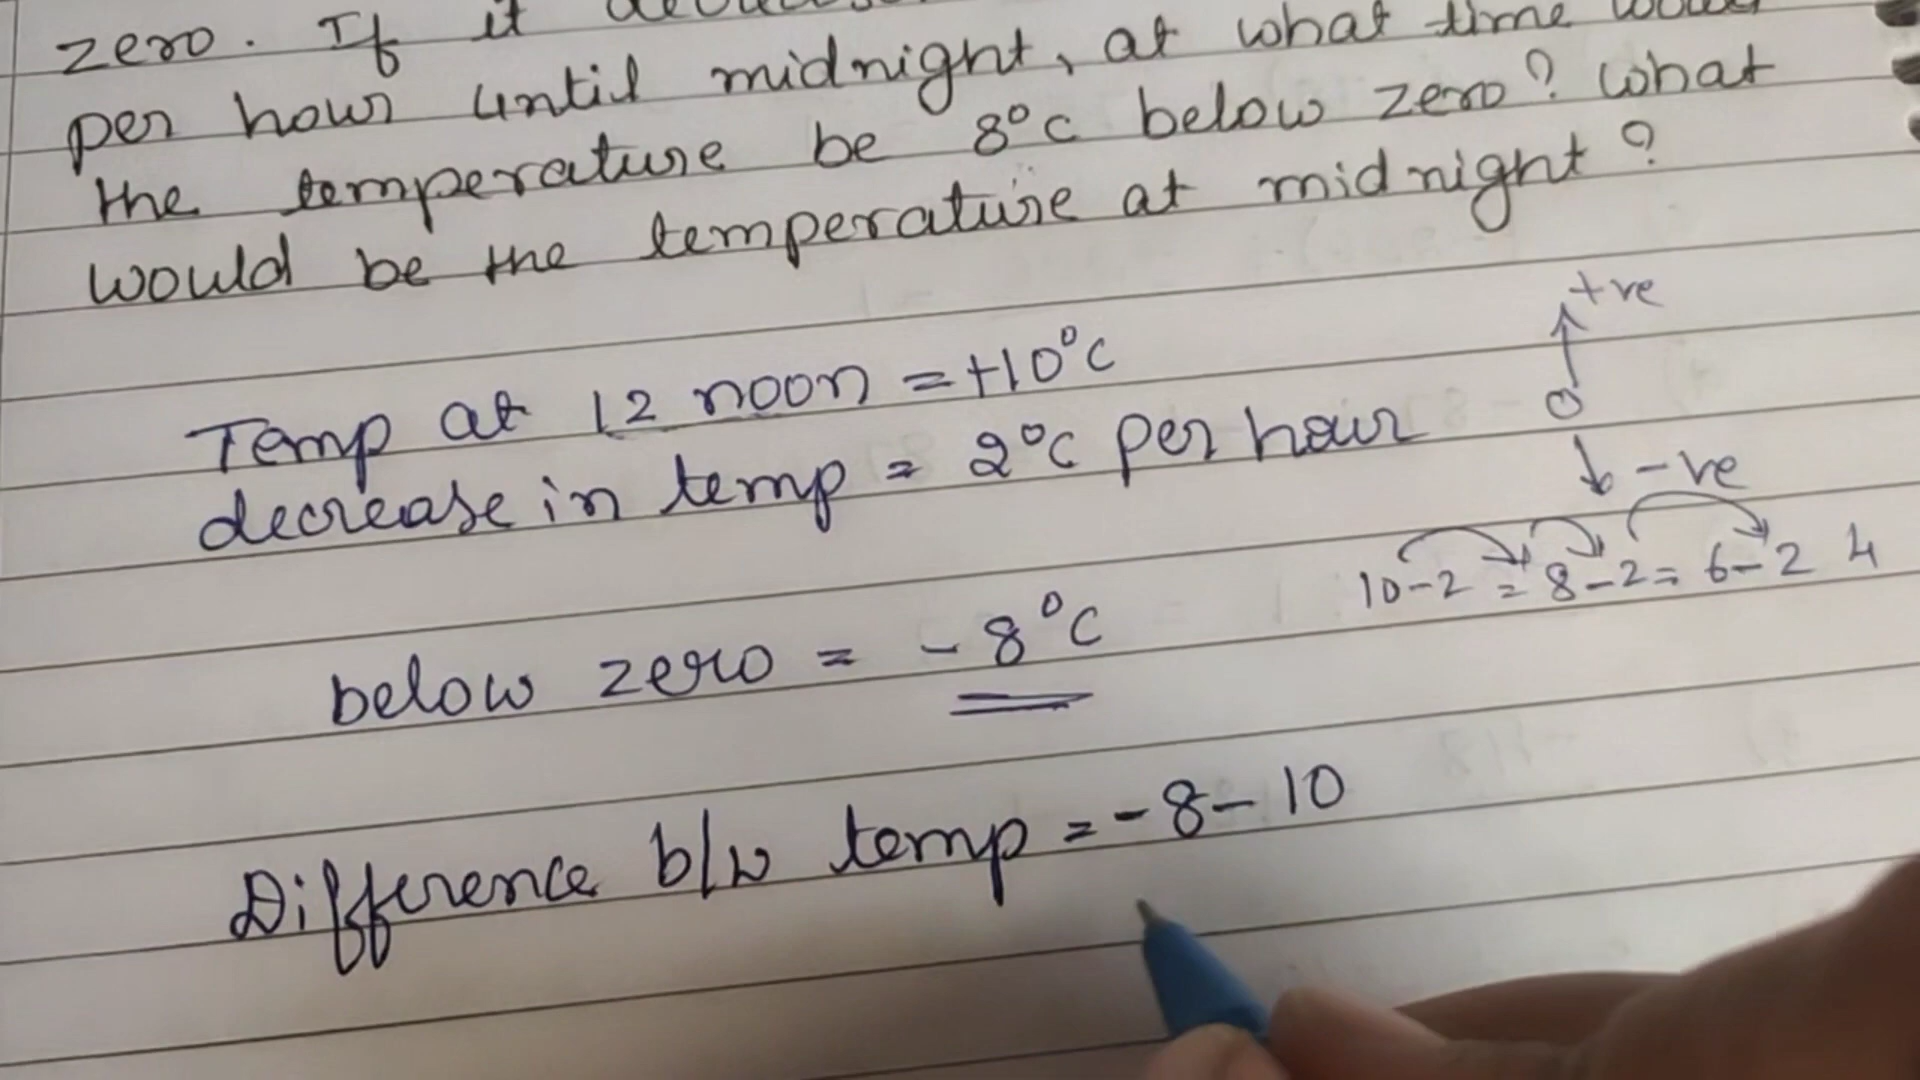 zero. If it
per hour until midnight, at what time would
the temperature be 8°C below zero? What
would be the temperature at midnight?
+ve
Temp at 12 noon = +10°C
0
decrease in temp = 2°C per hour
-ve
10-2 = 8-2= 6-2 4
below zero = -8°C
Difference b/w temp = -8-10